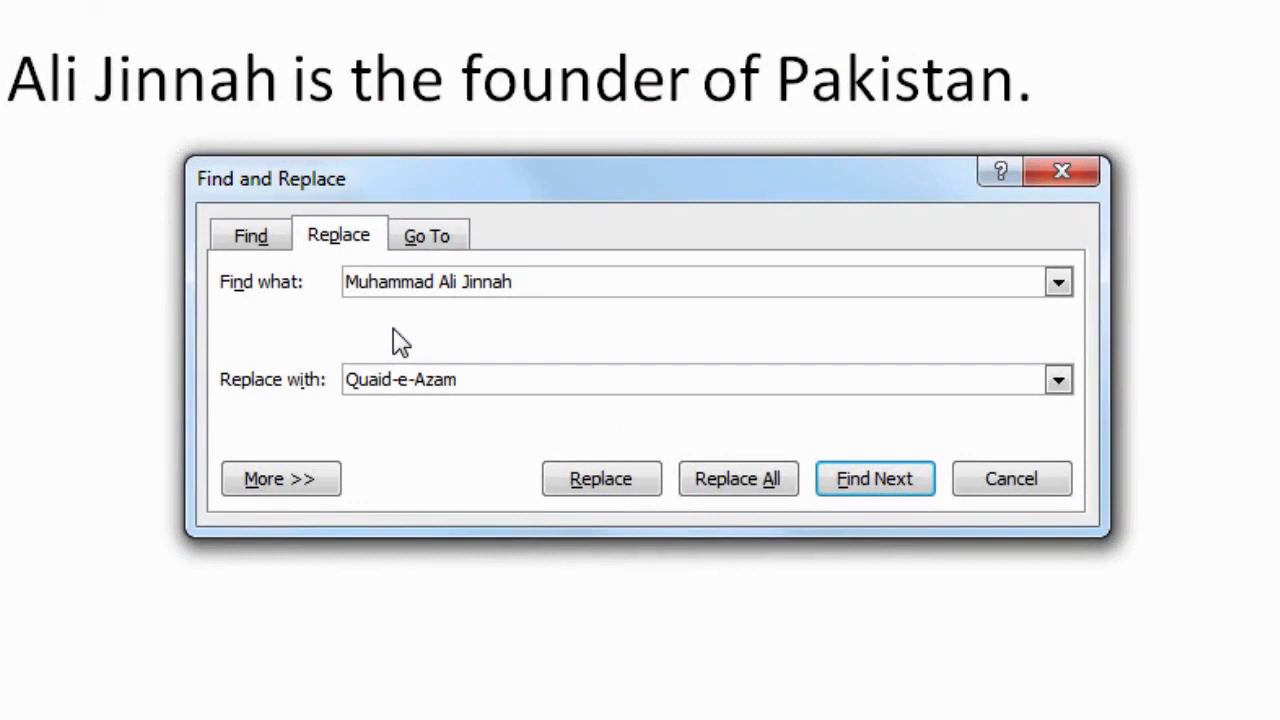 Ali Jinnah is the founder of Pakistan.
Find and Replace
?
Find Replace Go To
Find what: Muhammad Ali Jinnah
Replace with: Quaid-e-Azam
More >> Replace Replace All Find Next Cancel